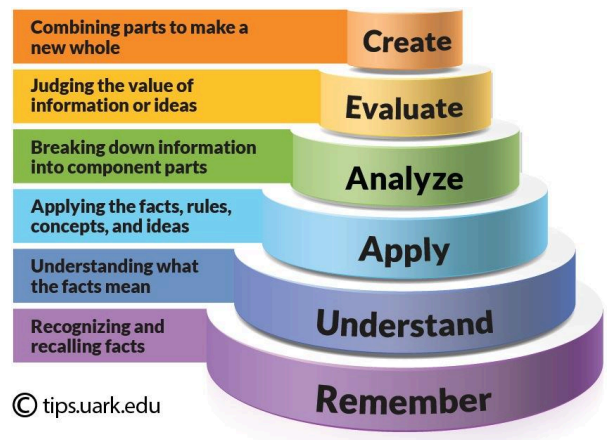 Combining parts to make a
new whole
Create
Judging the value of
information or ideas
Evaluate
Breaking down information
into component parts
Analyze
Applying the facts, rules,
concepts, and ideas
Apply
Understanding what
the facts mean
Understand
Recognizing and
recalling facts
Remember
© tips.uark.edu